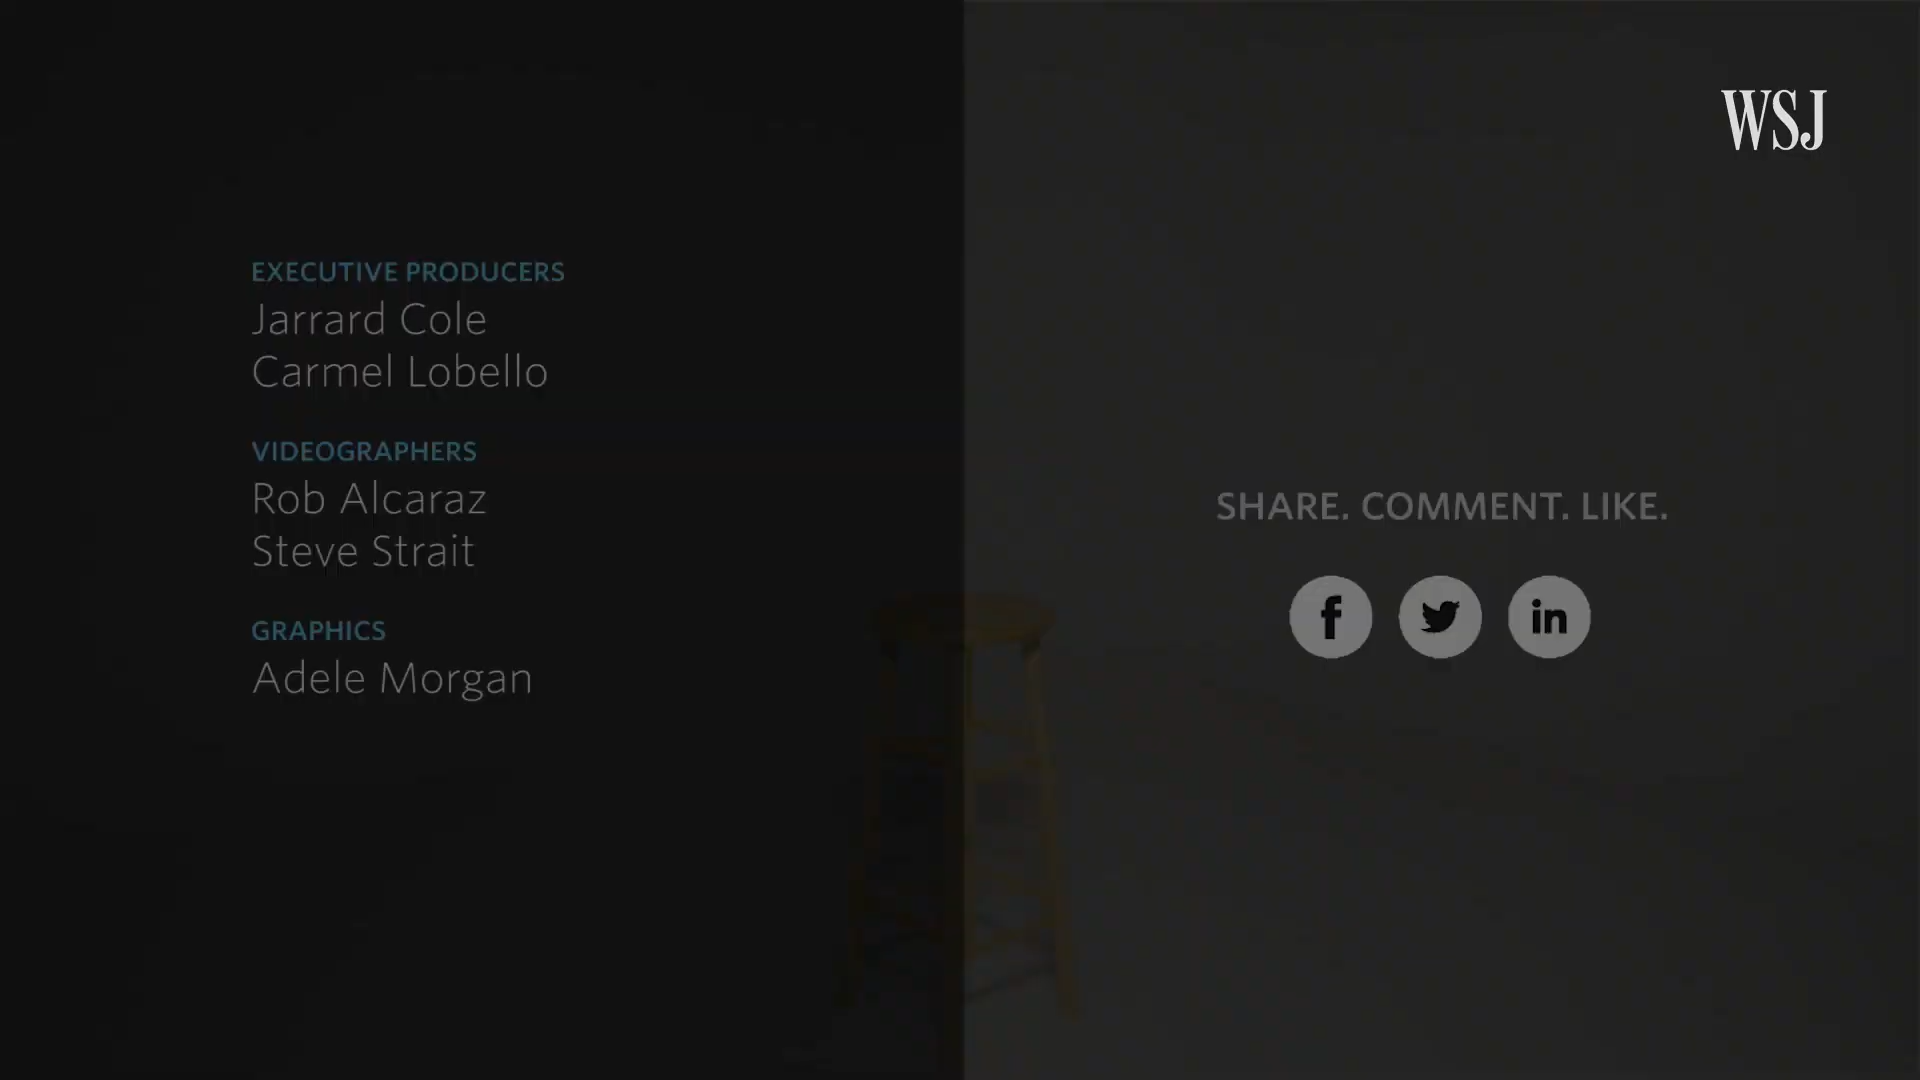 WSJ
EXECUTIVE PRODUCERS
Jarrard Cole
Carmel Lobello
VIDEOGRAPHERS
Rob Alcaraz
Steve Strait
GRAPHICS
Adele Morgan
SHARE. COMMENT. LIKE.
f
in